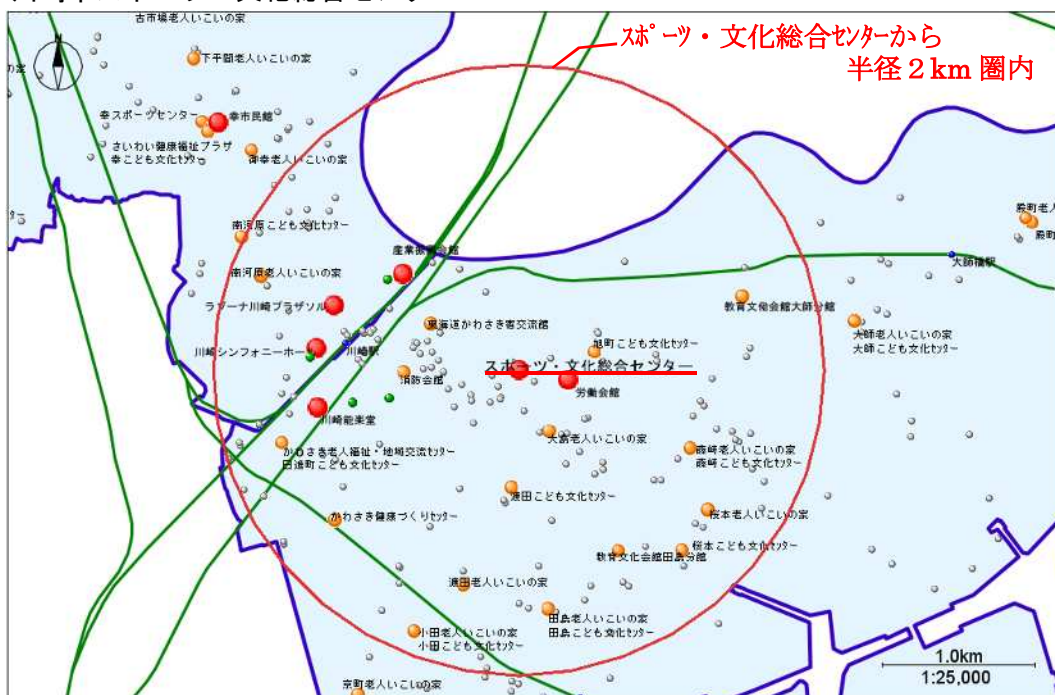 古市場老人いこいの家
スポーツ・文化総合センターから
半径２km 圏内
N
下平間老人いこいの家
幸スポーツセンター
幸市民館
さいわい健康福祉プラザ
幸こども文化センター
御幸老人いこいの家
南河原こども文化センター
産業振興会館
殿町老人
殿町
大師橋駅
南河原老人いこいの家
ラゾーナ川崎プラザソル
教育文化会館大師分館
東海道かわさき宿交流館
大師老人いこいの家
大師こども文化センター
川崎シンフォニーホール
川崎駅
旭町こども文化センター
スポーツ・文化総合センター
消防会館
労働会館
川崎能楽堂
大島老人いこいの家
かわさき老人福祉・地域交流センター
日進町こども文化センター
藤崎老人いこいの家
藤崎こども文化センター
渡田こども文化センター
かわさき健康づくりセンター
桜本老人いこいの家
教育文化会館田島分館
桜本こども文化センター
渡田老人いこいの家
田島老人いこいの家
田島こども文化センター
小田老人いこいの家
小田こども文化センター
京町老人いこいの家
1.0km
1:25,000